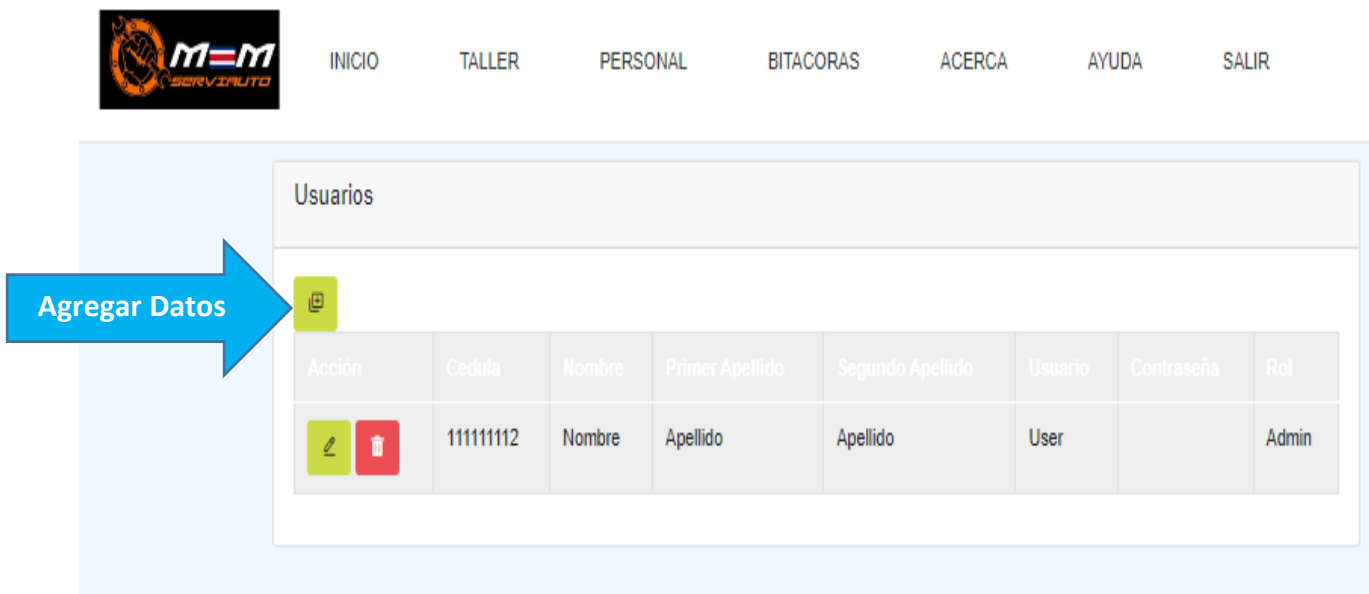 M=M
SERVIAUTO
INICIO TALLER PERSONAL BITACORAS ACERCA AYUDA SALIR
Usuarios
Agregar Datos
Acción Cedula Nombre Primer Apellido Segundo Apellido Usuario Contraseña Rol
111111112 Nombre Apellido Apellido User Admin